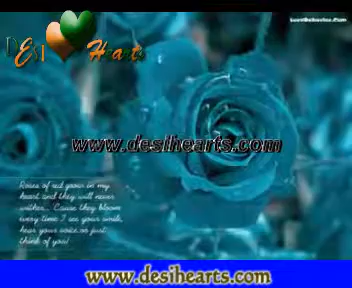 DESI Hearts
www.desihearts.com
Roses of red grow in my
heart and they will never
wither... Cause they bloom
every time I see your smile,
hear your voice or just
think of you!
www.desihearts.com